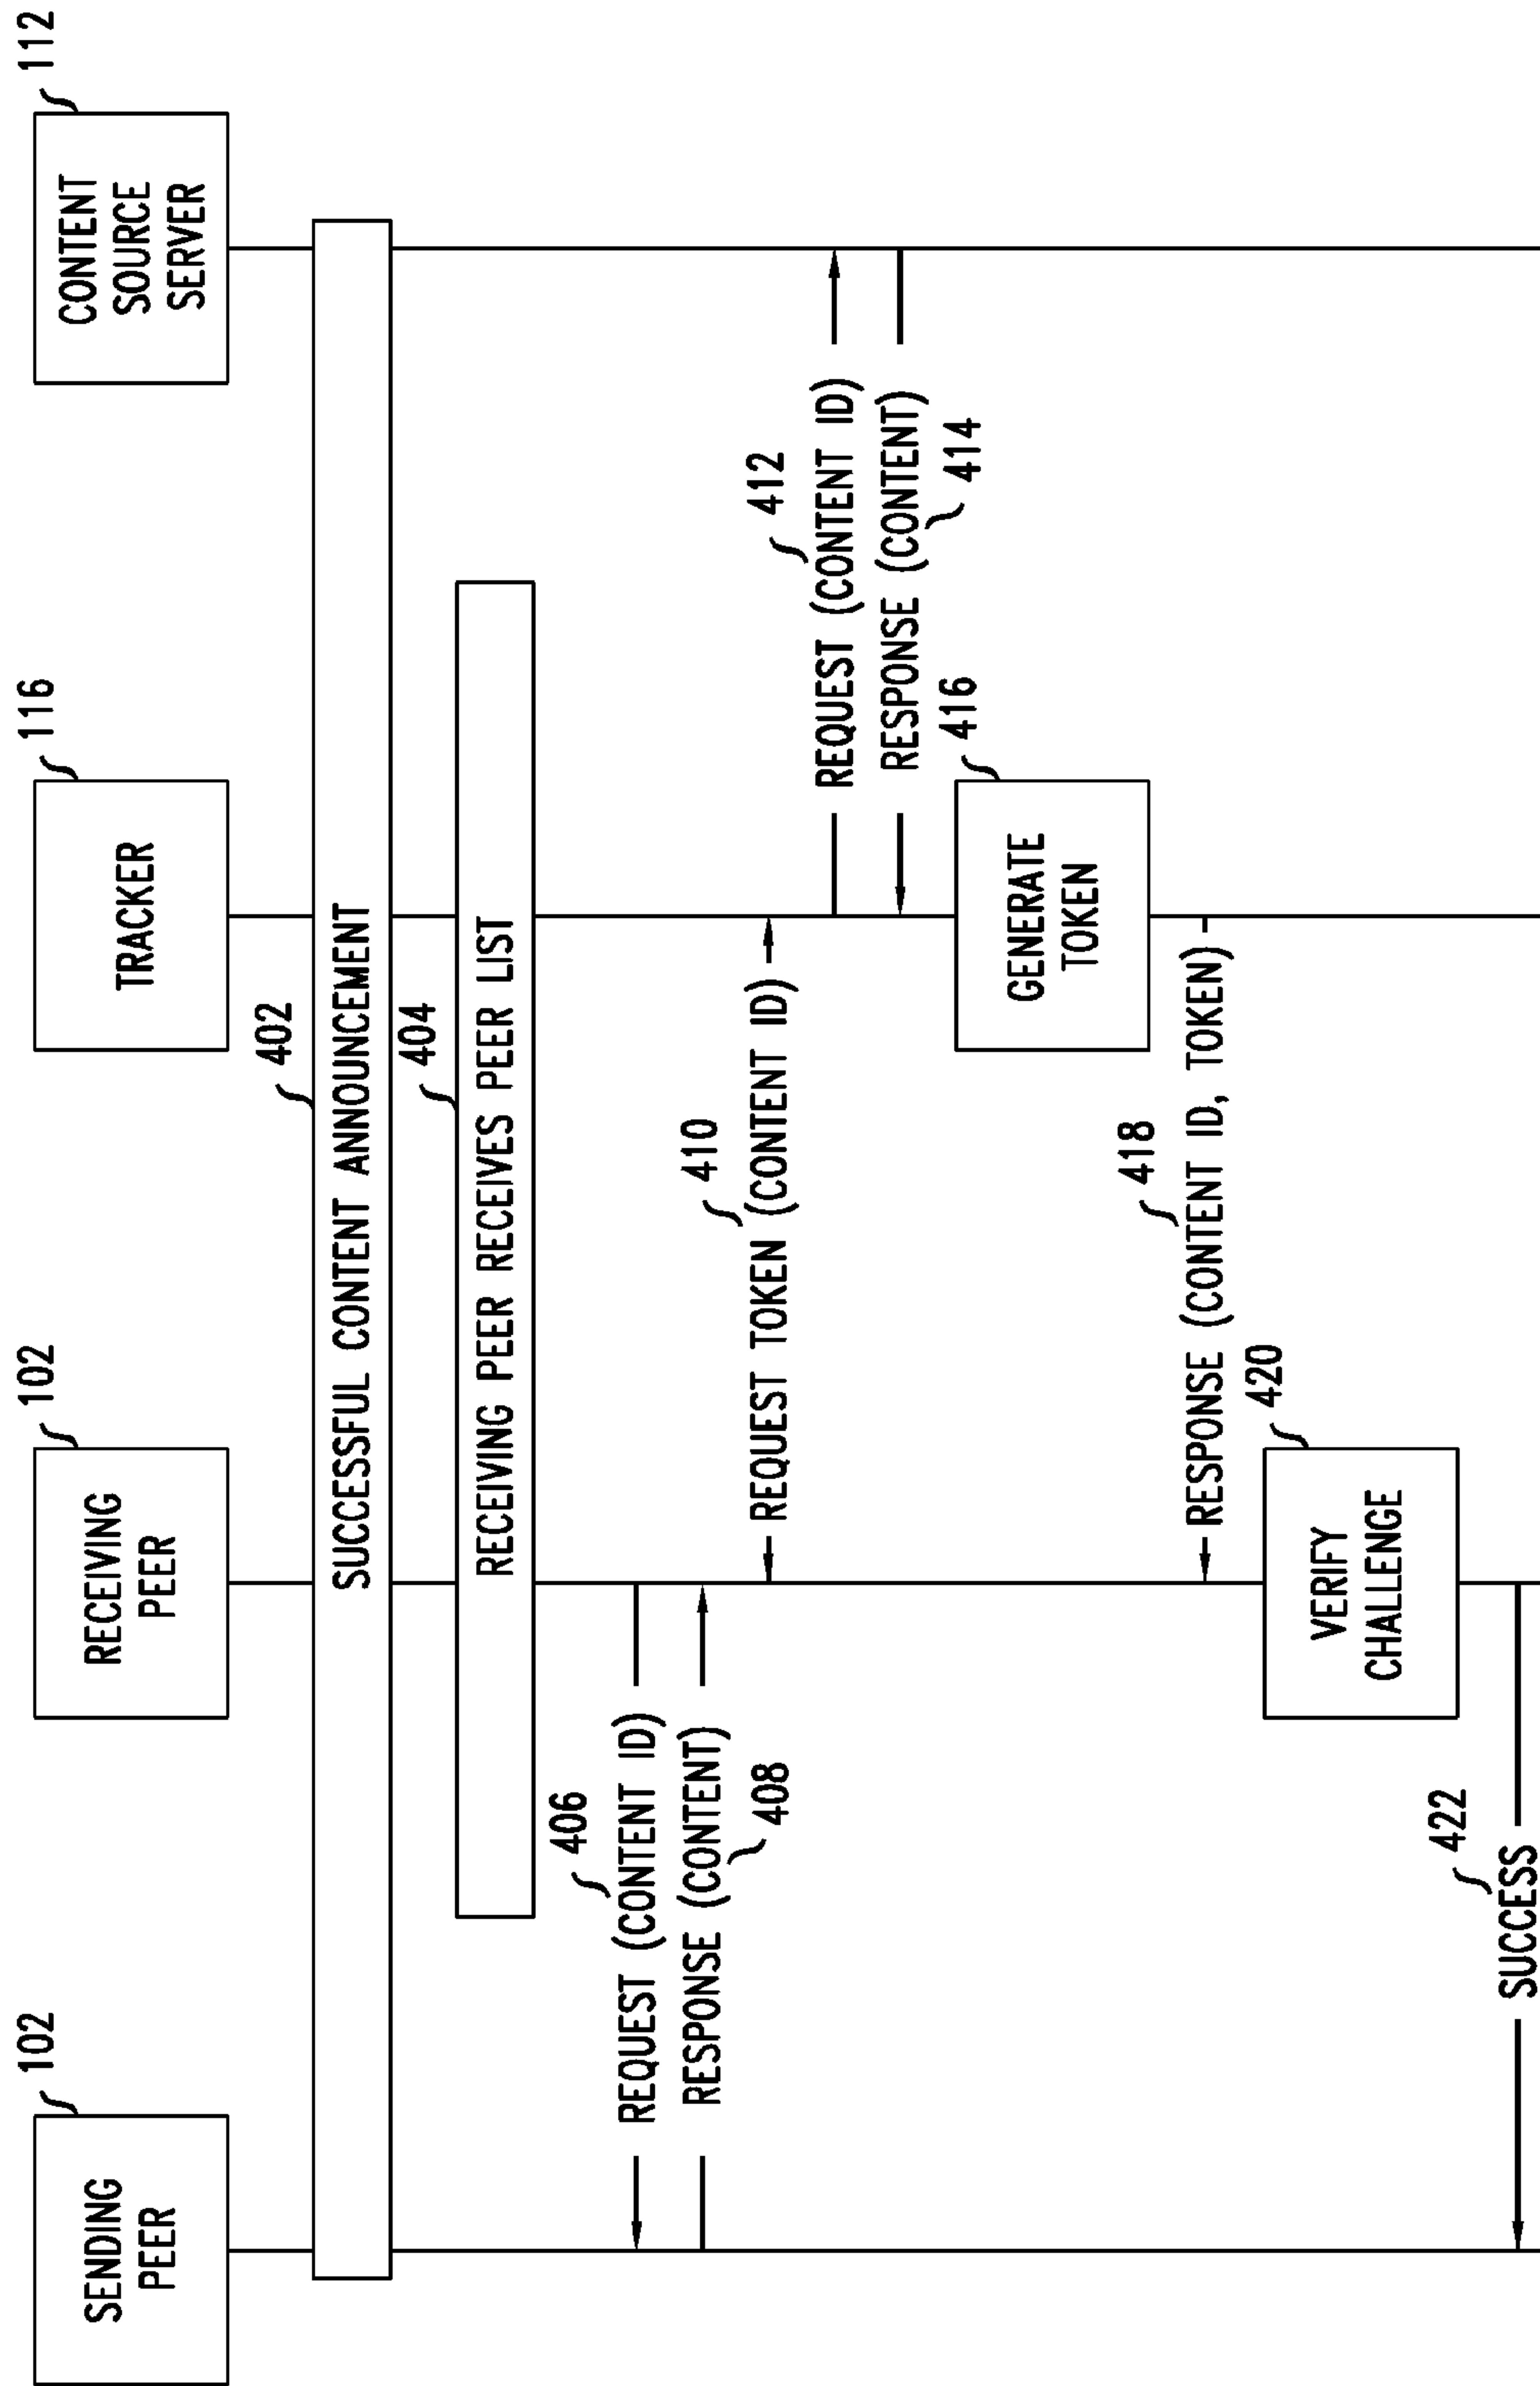 102
SENDING
PEER
102
RECEIVING
PEER
116
TRACKER
112
CONTENT
SOURCE
SERVER
402
SUCCESSFUL CONTENT ANNOUNCEMENT
404
RECEIVING PEER RECEIVES PEER LIST
406
REQUEST (CONTENT ID)
RESPONSE (CONTENT)
408
410
REQUEST TOKEN (CONTENT ID)
412
REQUEST (CONTENT ID)
RESPONSE (CONTENT)
414
416
GENERATE
TOKEN
418
RESPONSE (CONTENT ID, TOKEN)
420
VERIFY
CHALLENGE
422
SUCCESS